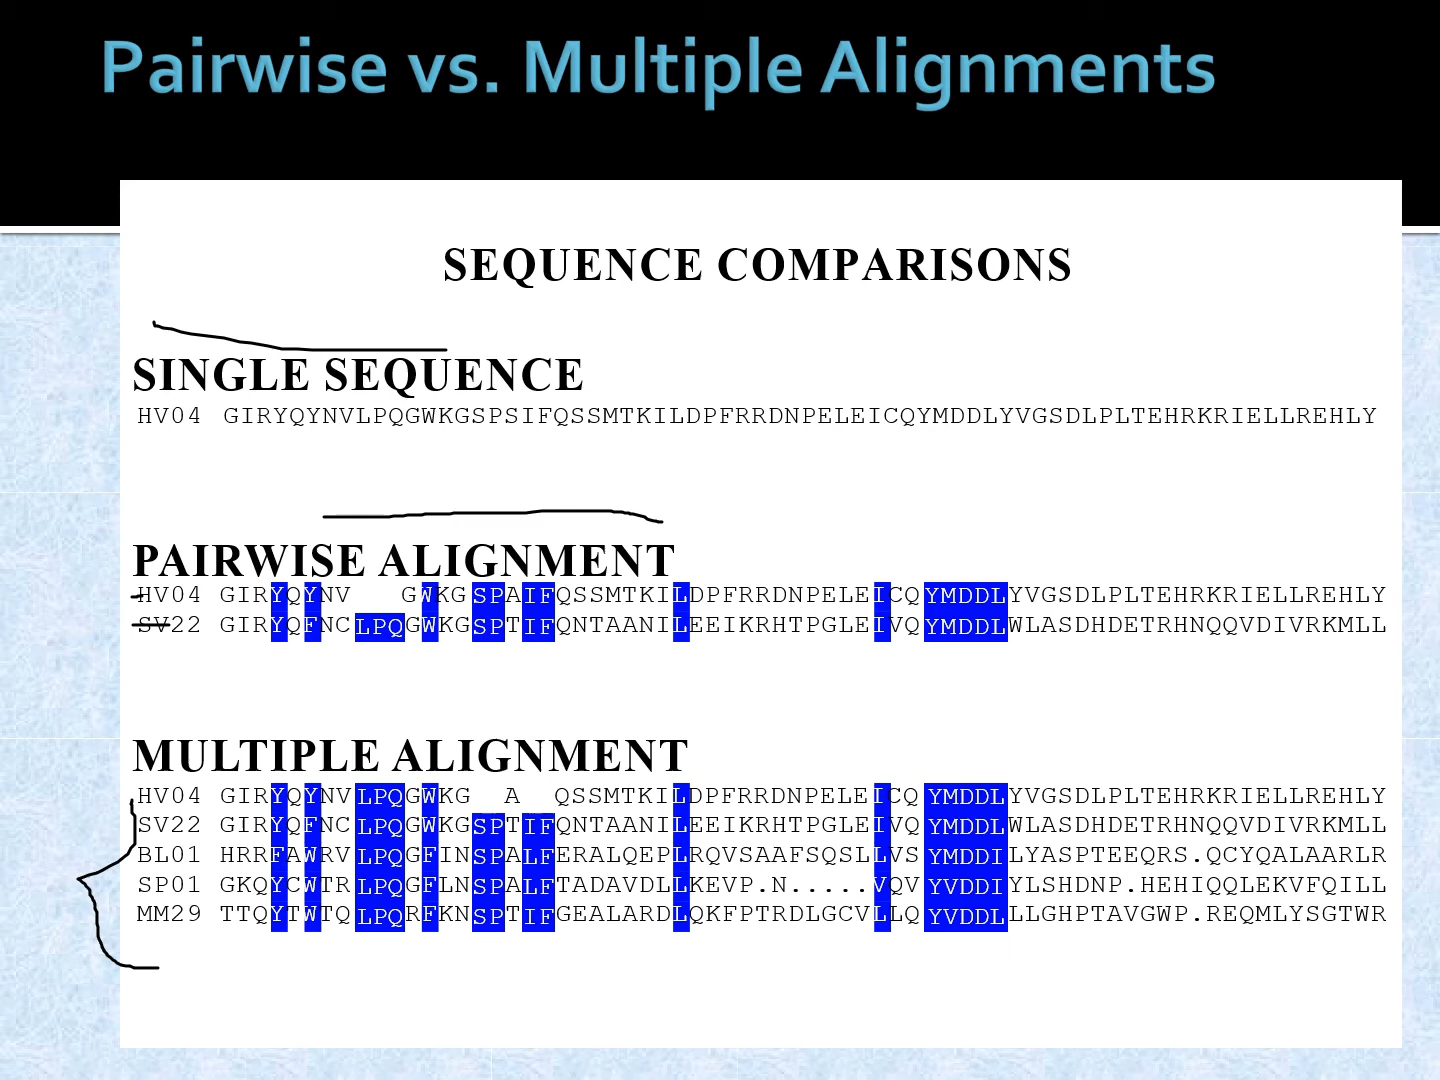 Pairwise vs. Multiple Alignments
SEQUENCE COMPARISONS
SINGLE SEQUENCE
HV04 GIRYQYNVLPQGWKGSPSIFQSSMTKILDPFRRDNPELEICQYMDDLYVGSDLPLTEHRKRIELLREHLY
PAIRWISE ALIGNMENT
HV04 GIRYQYNV   GWKGSPAIFQSSMTKILDPFRRDNPELEICQYMDDLYVGSDLPLTEHRKRIELLREHLY
SV22 GIRYQFNCLPQGWKGSPTIFQNTAANILEEIKRHTPGLEIVQYMDDLWLASDHDETRHNQQVDIVRKMLL
MULTIPLE ALIGNMENT
HV04 GIRYQYNVLPQGWKG  A  QSSMTKILDPFRRDNPELEICQYMDDLYVGSDLPLTEHRKRIELLREHLY
SV22 GIRYQFNCLPQGWKGSPTIFQNTAANILEEIKRHTPGLEIVQYMDDLWLASDHDETRHNQQVDIVRKMLL
BL01 HRRFAWRVLPQGFINSPALFERALQEPLRQVSAAFSQSLLVSYMDDILYASPTEEQRS.QCYQALAARLR
SP01 GKQYCWTRLPQGFLNSPALFTADAVDLLKEVP.N.....VQVYVDDIYLSHDNP.HEHIQQLEKVFQILL
MM29 TTQYTWTQLPQRFKNSPTIFGEALARDLQKFPTRDLGCVLLQYVDDLLLGHPTAVGWP.REQMLYSGTWR